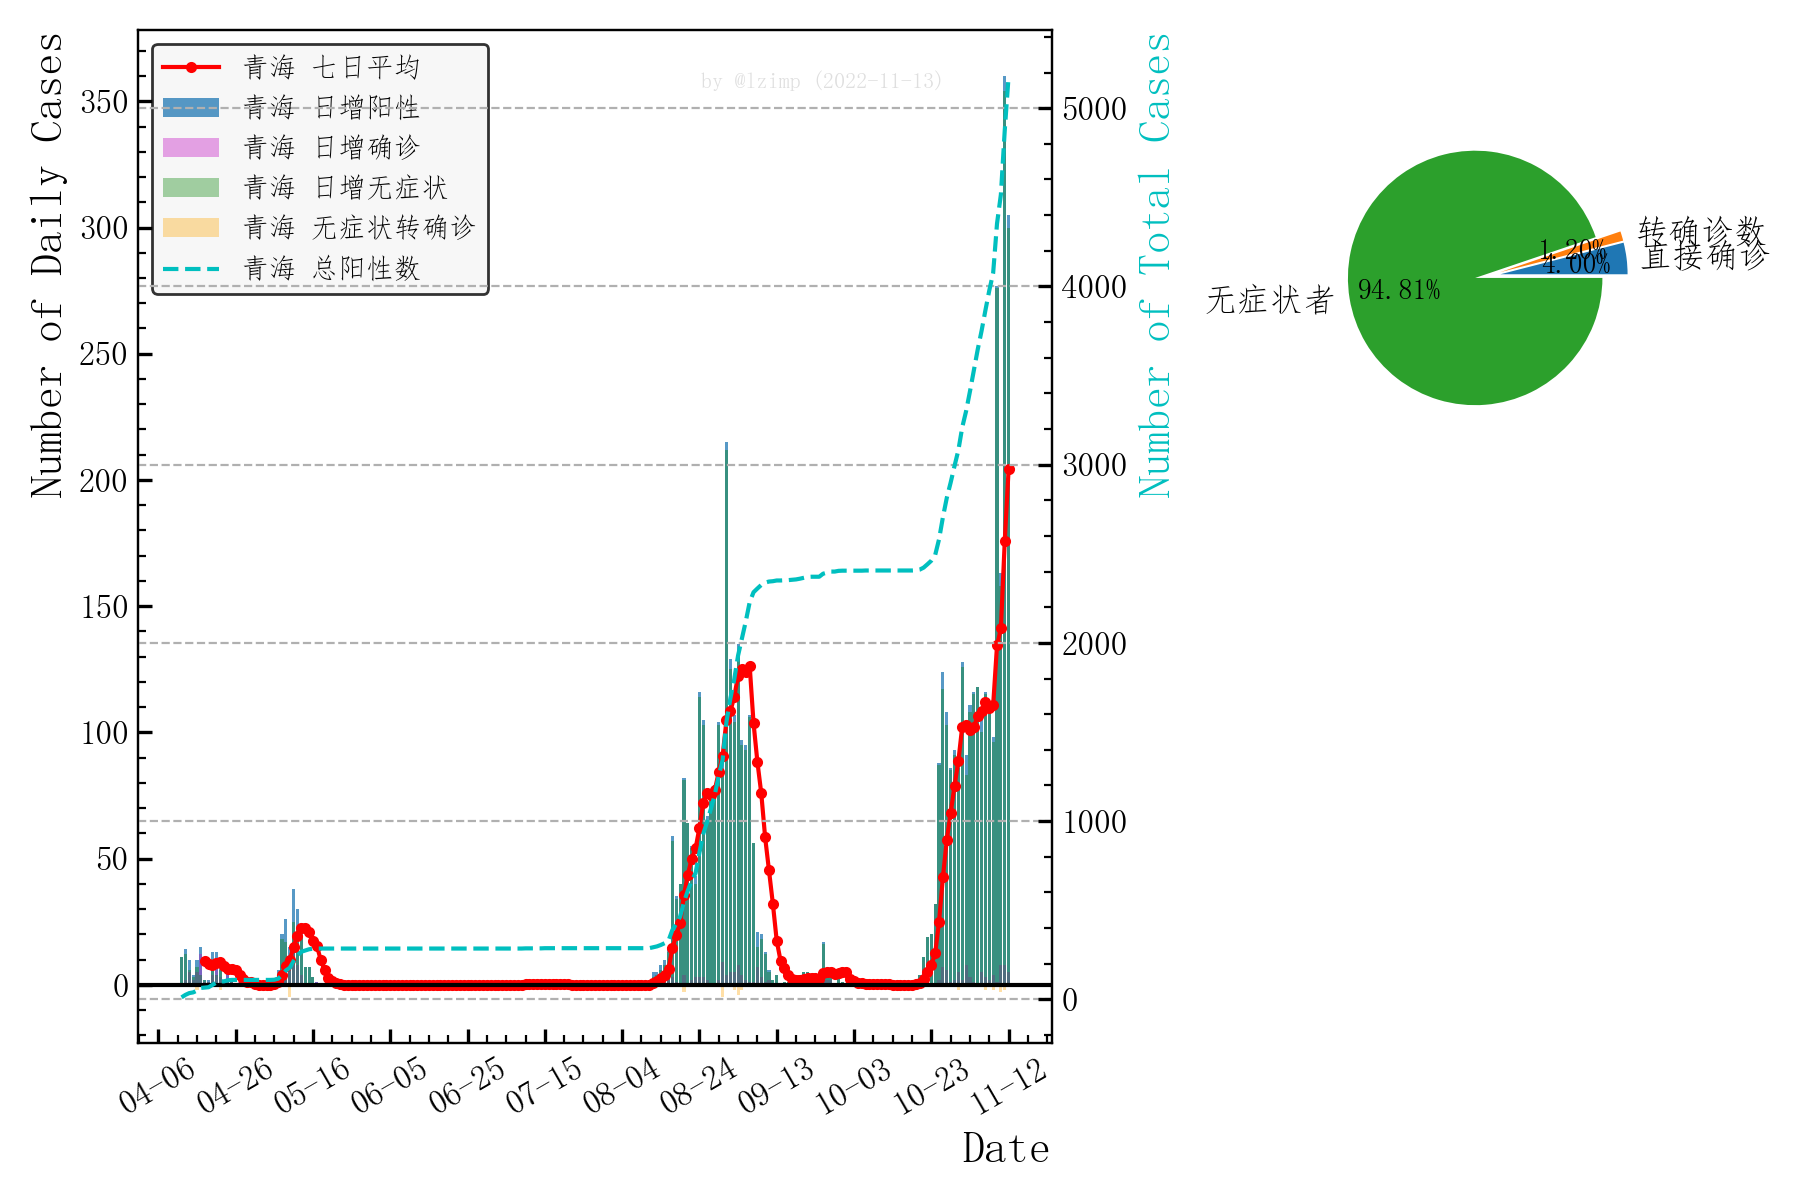 Number of Daily Cases
350
300
250
200
150
100
50
0
青海 七日平均
青海 日增阳性
青海 日增确诊
青海 日增无症状
青海 无症状转确诊
青海 总阳性数
by @lzimp (2022-11-13)
5000
4000
3000
2000
1000
0
Number of Total Cases
04-06
04-26
05-16
06-05
06-25
07-15
08-04
08-24
09-13
10-03
10-23
11-12
Date
转确诊数
1.20%
直接确诊
4.00%
无症状者
94.81%